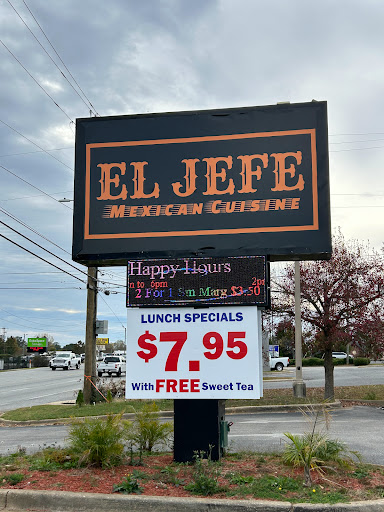 EL JEFE
MEXICAN CUISINE
Happy Hours
m to 6pm 2p
2 For 1 Sm Marg $3.50
LUNCH SPECIALS
$7.95
With FREE Sweet Tea